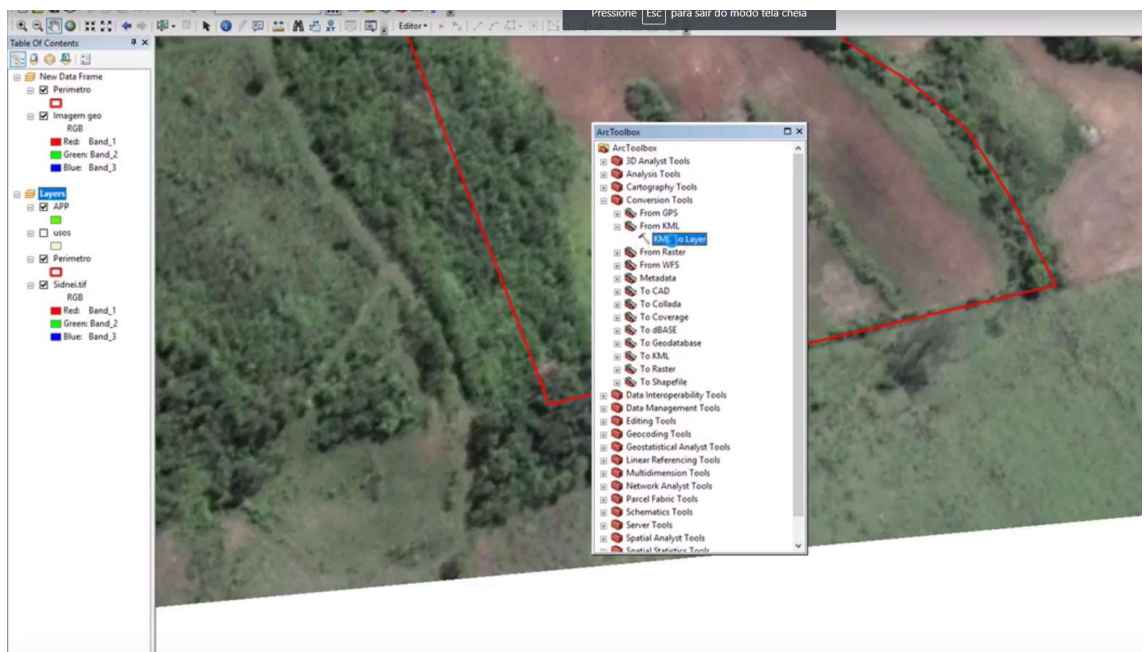 Pressione Esc para sair do modo tela cheia
Editor
Table Of Contents
New Data Frame
Perimetro
Imagem geo
RGB
Red: Band_1
Green: Band_2
Blue: Band_3
Layers
APP
usos
Perimetro
Sidnei.tif
RGB
Red: Band_1
Green: Band_2
Blue: Band_3
ArcToolbox
ArcToolbox
3D Analyst Tools
Analysis Tools
Cartography Tools
Conversion Tools
From GPS
From KML
KML To Layer
From Raster
From WFS
Metadata
To CAD
To Collada
To Coverage
To dBASE
To Geodatabase
To KML
To Raster
To Shapefile
Data Interoperability Tools
Data Management Tools
Editing Tools
Geocoding Tools
Geostatistical Analyst Tools
Linear Referencing Tools
Multidimension Tools
Network Analyst Tools
Parcel Fabric Tools
Schematics Tools
Server Tools
Spatial Analyst Tools
Spatial Statistics Tools